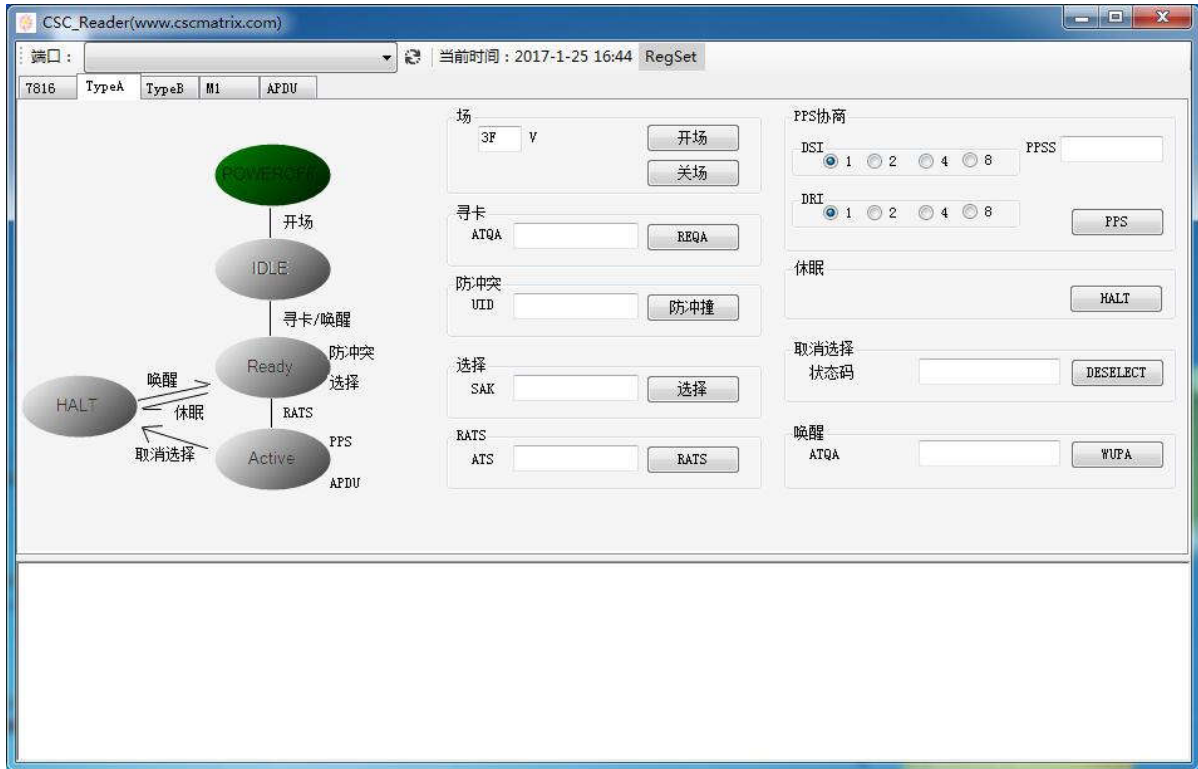 CSC_Reader(www.cscmatrix.com)
端口： 当前时间：2017-1-25 16:44 RegSet
7816 TypeA TypeB M1 APDU
POWEROFF
开场
IDLE
寻卡/唤醒
Ready
防冲突
选择
唤醒
休眠
HALT
RATS
取消选择
Active
PPS
APDU
场
3F V 开场
关场
寻卡
ATQA REQA
防冲突
UID 防冲撞
选择
SAK 选择
RATS
ATS RATS
PPS协商
DSI 1 2 4 8 PPSS
DRI 1 2 4 8 PPS
休眠
HALT
取消选择
状态码 DESELECT
唤醒
ATQA WUPA